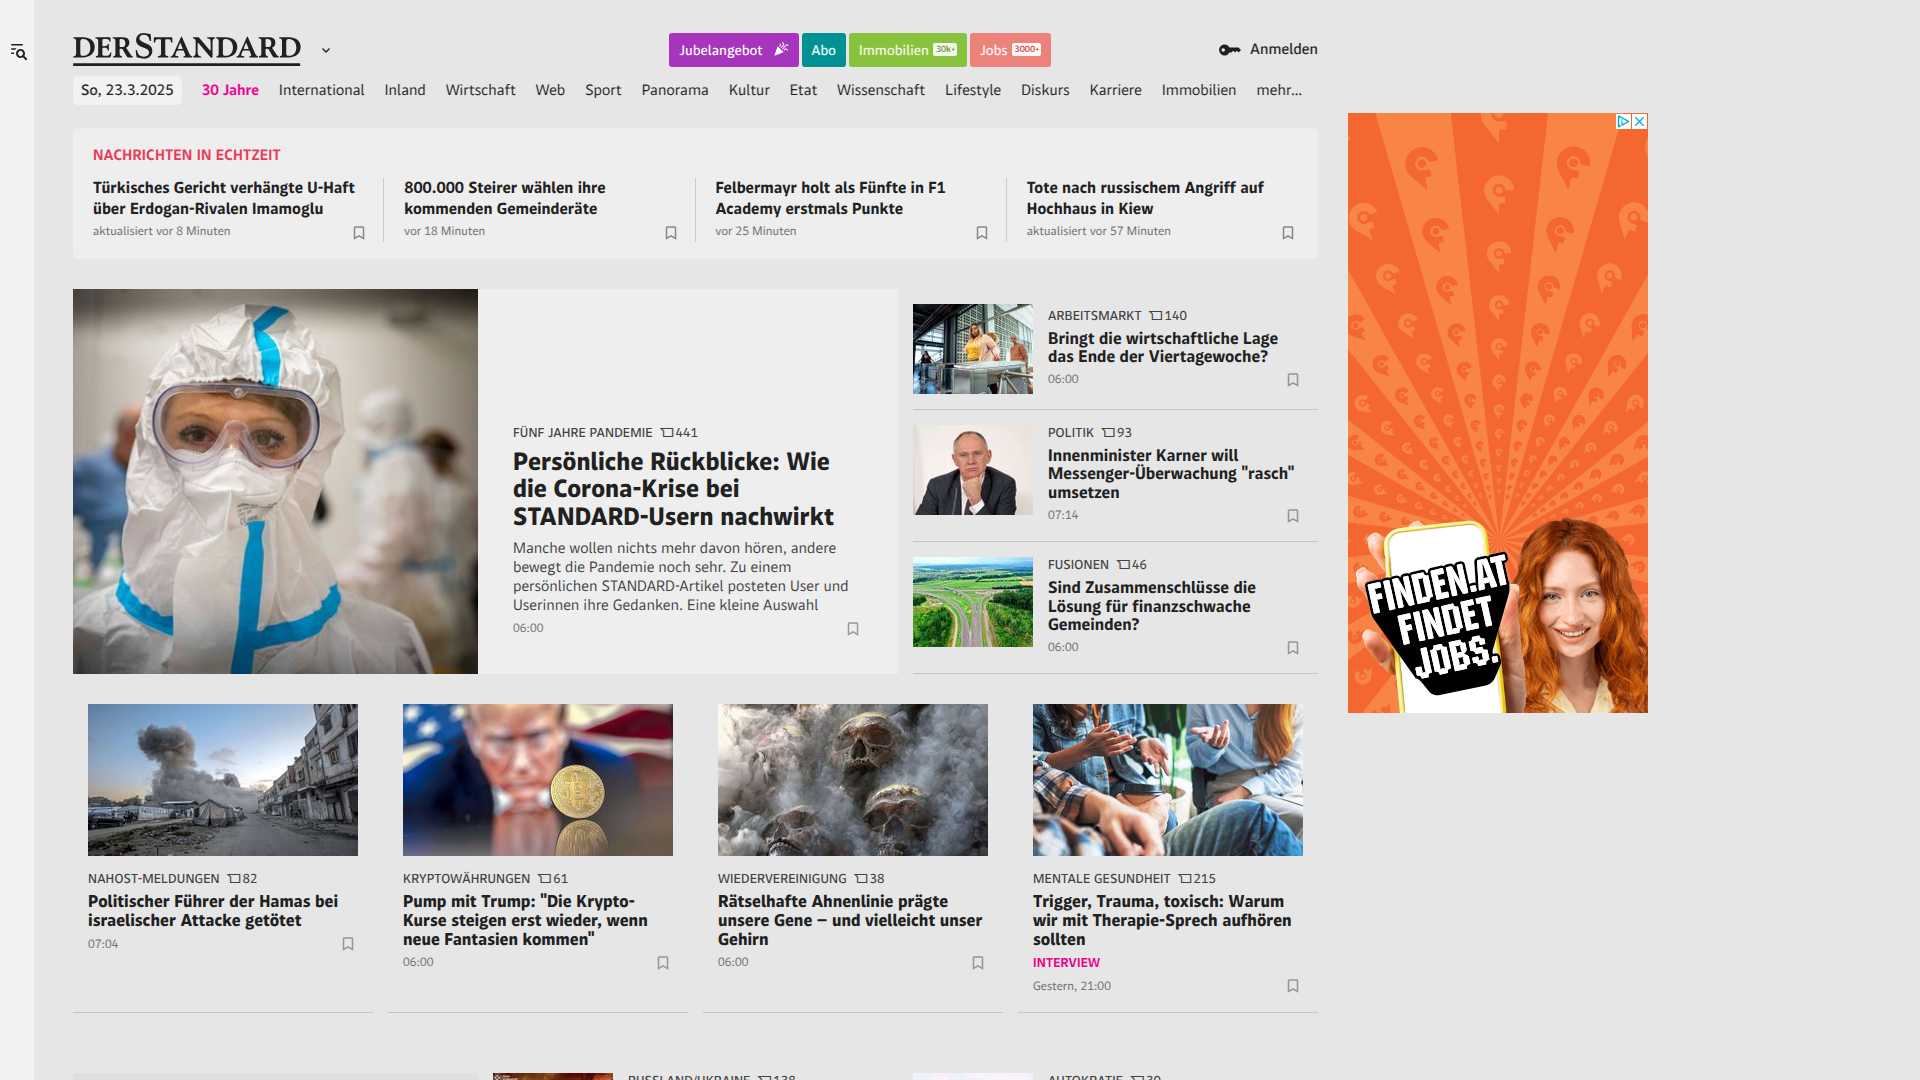 DERSTANDARD
Jubelangebot
Abo
Immobilien 30k+
Jobs 3000+
Anmelden
So, 23.3.2025
30 Jahre
International
Inland
Wirtschaft
Web
Sport
Panorama
Kultur
Etat
Wissenschaft
Lifestyle
Diskurs
Karriere
Immobilien
mehr...
NACHRICHTEN IN ECHTZEIT
Türkisches Gericht verhängte U-Haft
über Erdogan-Rivalen Imamoglu
aktualisiert vor 8 Minuten
800.000 Steirer wählen ihre
kommenden Gemeinderäte
vor 18 Minuten
Felbermayr holt als Fünfte in F1
Academy erstmals Punkte
vor 25 Minuten
Tote nach russischem Angriff auf
Hochhaus in Kiew
aktualisiert vor 57 Minuten
FÜNF JAHRE PANDEMIE 441
Persönliche Rückblicke: Wie
die Corona-Krise bei
STANDARD-Usern nachwirkt
Manche wollen nichts mehr davon hören, andere
bewegt die Pandemie noch sehr. Zu einem
persönlichen STANDARD-Artikel posteten User und
Userinnen ihre Gedanken. Eine kleine Auswahl
06:00
ARBEITSMARKT 140
Bringt die wirtschaftliche Lage
das Ende der Viertagewoche?
06:00
POLITIK 93
Innenminister Karner will
Messenger-Überwachung "rasch"
umsetzen
07:14
FUSIONEN 46
Sind Zusammenschlüsse die
Lösung für finanzschwache
Gemeinden?
06:00
FINDEN.AT
FINDET
JOBS.
NAHOST-MELDUNGEN 82
Politischer Führer der Hamas bei
israelischer Attacke getötet
07:04
KRYPTOWÄHRUNGEN 61
Pump mit Trump: "Die Krypto-
Kurse steigen erst wieder, wenn
neue Fantasien kommen"
06:00
WIEDERVEREINIGUNG 38
Rätselhafte Ahnenlinie prägte
unsere Gene – und vielleicht unser
Gehirn
06:00
MENTALE GESUNDHEIT 215
Trigger, Trauma, toxisch: Warum
wir mit Therapie-Sprech aufhören
sollten
INTERVIEW
Gestern, 21:00
RUSSLAND/UKRAINE 138
AUTOKRATIE 30